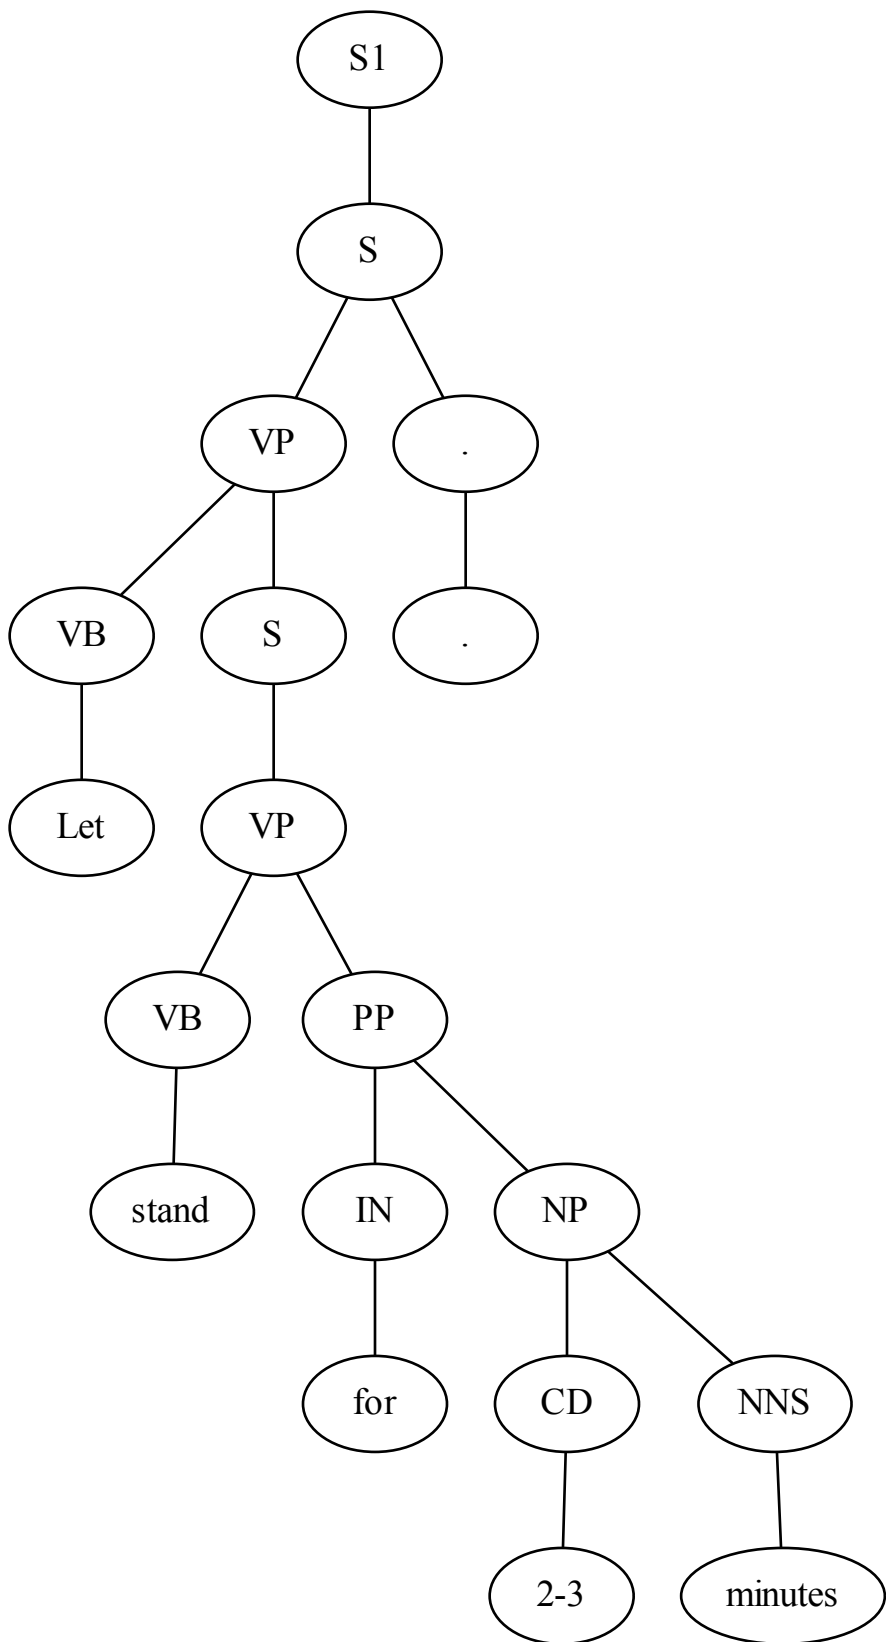 S1
S
VP .
VB S .
Let VP
VB PP
stand IN NP
for CD NNS
2-3 minutes